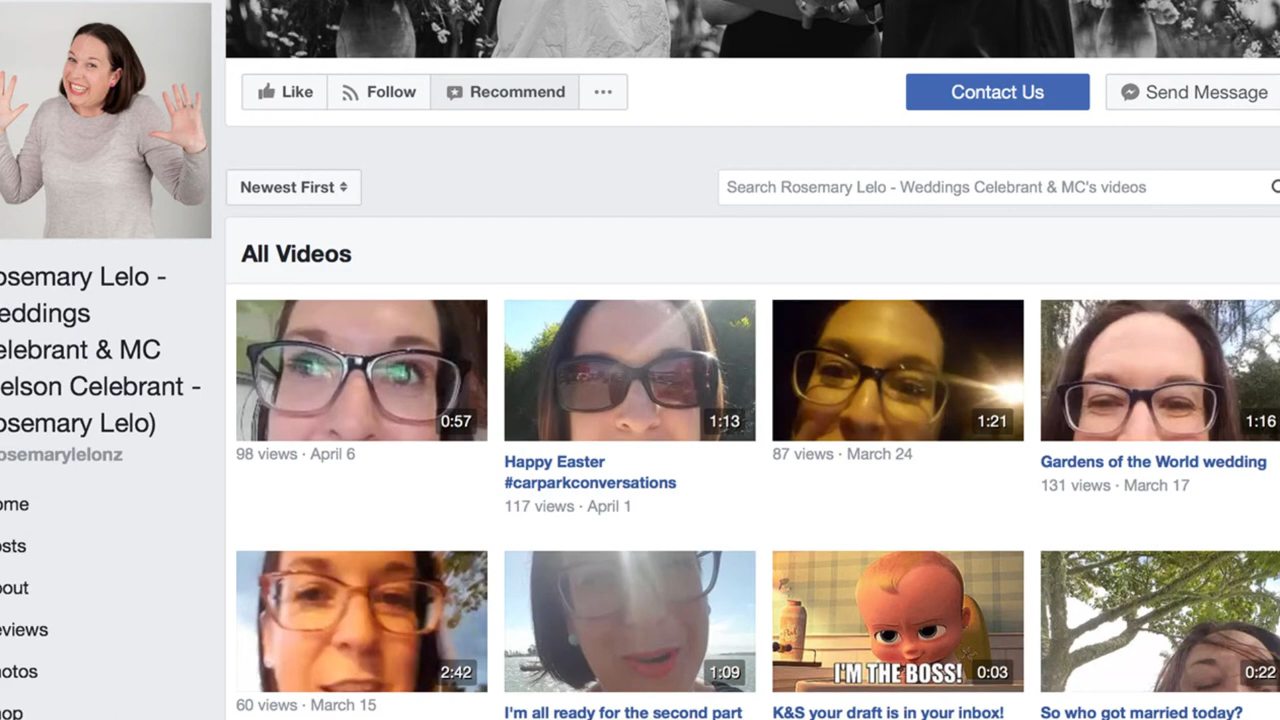 Like
Follow
Recommend
Contact Us
Send Message
Newest First
Search Rosemary Lelo - Weddings Celebrant & MC's videos
All Videos
osemary Lelo -
eddings
elebrant & MC
elson Celebrant -
osemary Lelo)
osemarylelonz
ome
osts
bout
eviews
hotos
hop
0:57
98 views · April 6
1:13
Happy Easter
#carparkconversations
117 views · April 1
1:21
87 views · March 24
1:16
Gardens of the World wedding
131 views · March 17
2:42
60 views · March 15
1:09
I'm all ready for the second part
I'M THE BOSS!
0:03
K&S your draft is in your inbox!
0:22
So who got married today?